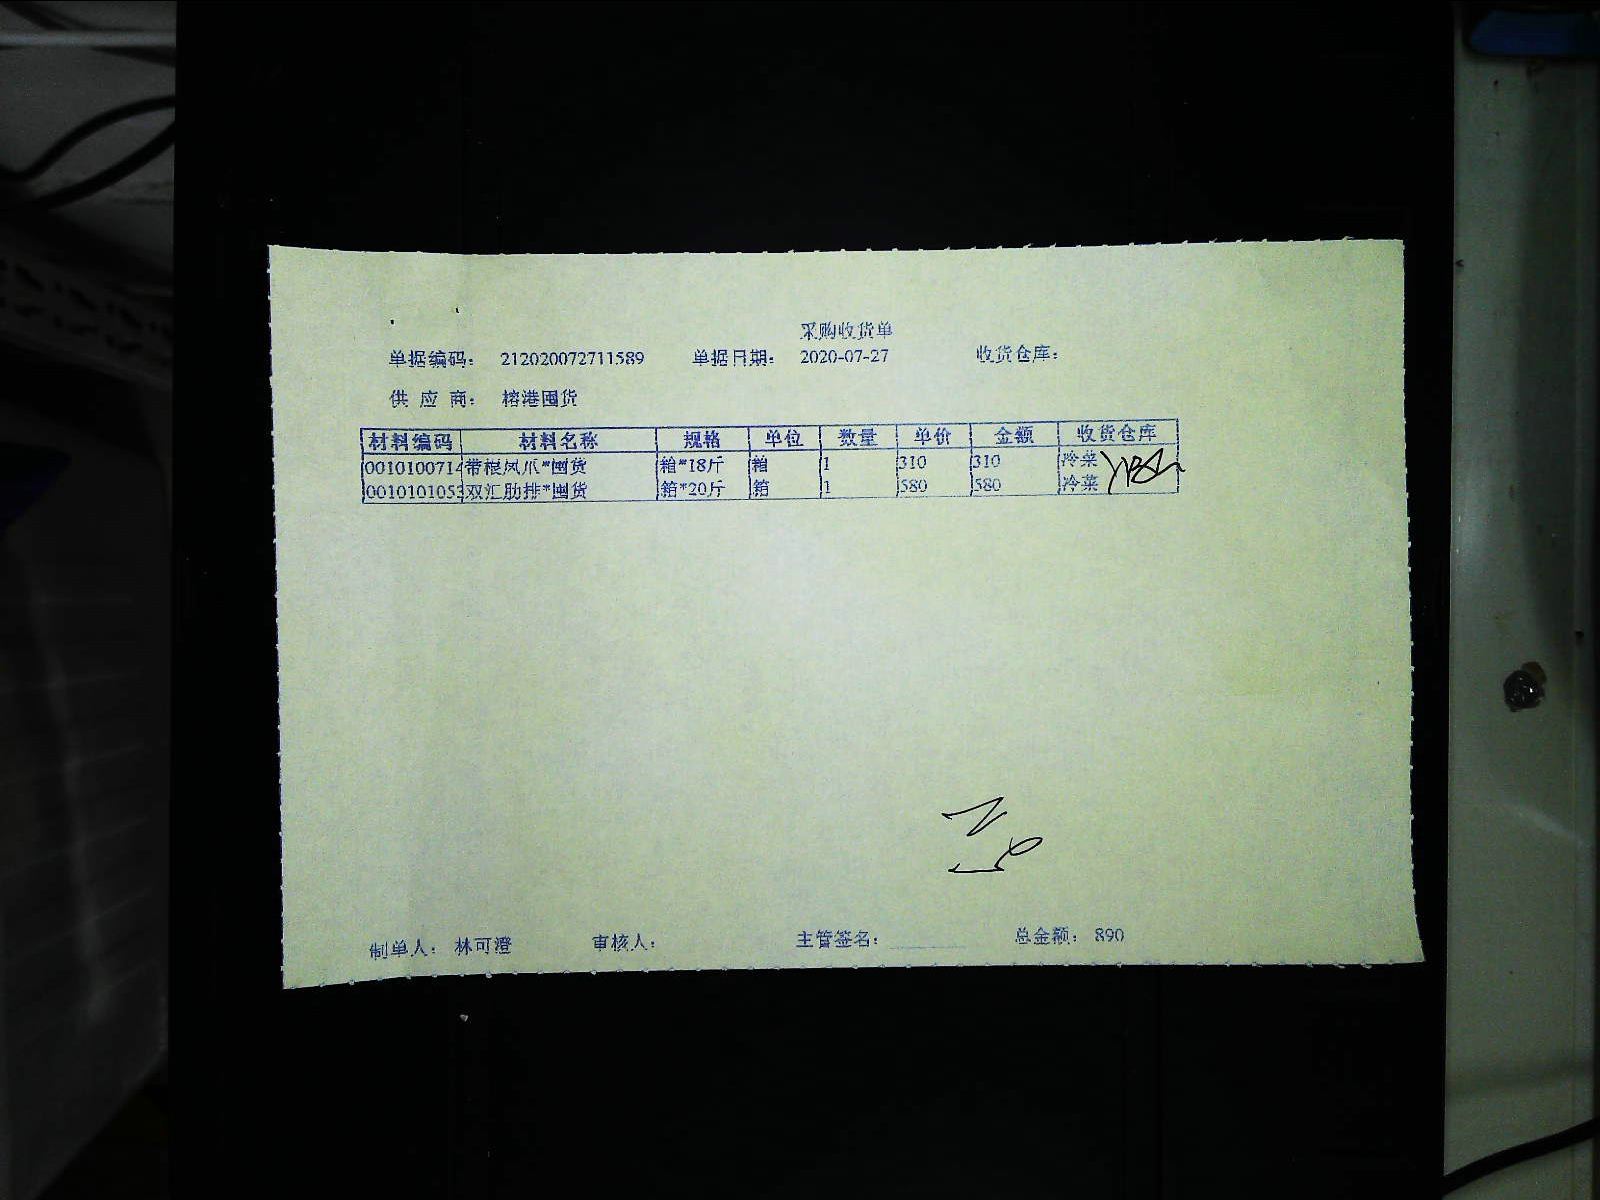 采购收货单
单据编码： 212020072711589 单据日期： 2020-07-27 收货仓库：
供 应 商： 榕港囤货
材料编码 材料名称 规格 单位 数量 单价 金额 收货仓库
0010100714 带根凤爪*囤货 箱*18斤 箱 1 310 310 冷菜
0010101053 双汇肋排*囤货 箱*20斤 箱 1 580 580 冷菜
制单人： 林可澄 审核人： 主管签名： 总金额： 890